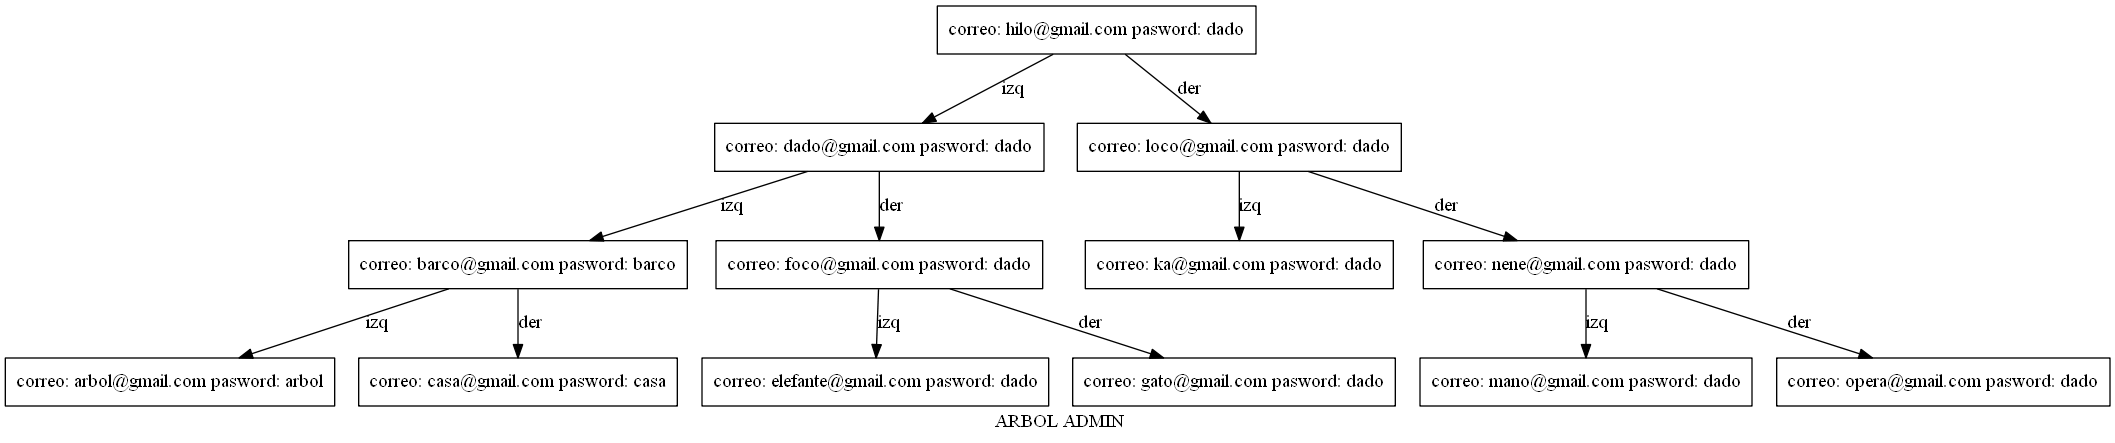 correo: hilo@gmail.com pasword: dado
izq
der
correo: dado@gmail.com pasword: dado
correo: loco@gmail.com pasword: dado
izq
der
izq
der
correo: barco@gmail.com pasword: barco
correo: foco@gmail.com pasword: dado
correo: ka@gmail.com pasword: dado
correo: nene@gmail.com pasword: dado
izq
der
izq
der
izq
der
correo: arbol@gmail.com pasword: arbol
correo: casa@gmail.com pasword: casa
correo: elefante@gmail.com pasword: dado
correo: gato@gmail.com pasword: dado
correo: mano@gmail.com pasword: dado
correo: opera@gmail.com pasword: dado
ARBOL ADMIN